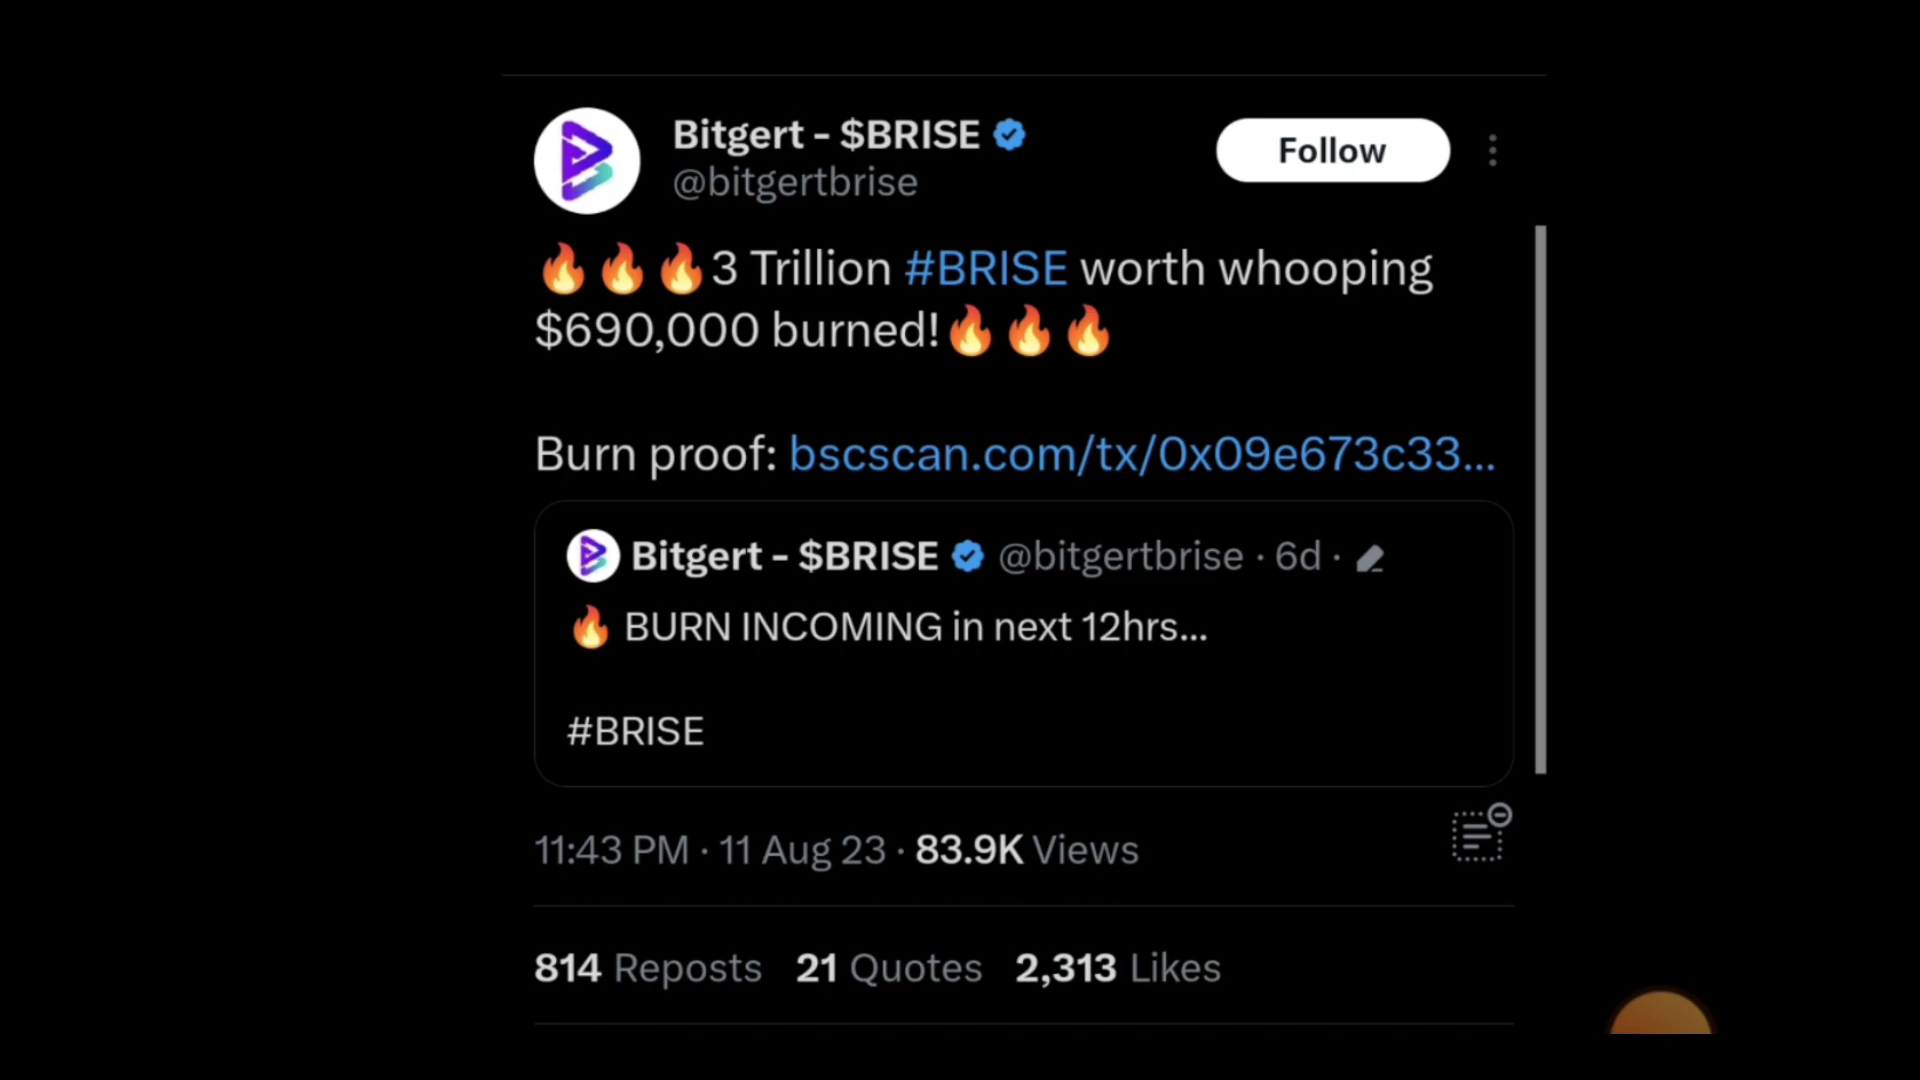 Bitgert - $BRISE
@bitgertbrise
Follow
🔥🔥🔥3 Trillion #BRISE worth whooping
$690,000 burned!🔥🔥🔥
Burn proof: bscscan.com/tx/0x09e673c33...
Bitgert - $BRISE @bitgertbrise · 6d ·
🔥 BURN INCOMING in next 12hrs...
#BRISE
11:43 PM · 11 Aug 23 · 83.9K Views
814 Reposts 21 Quotes 2,313 Likes